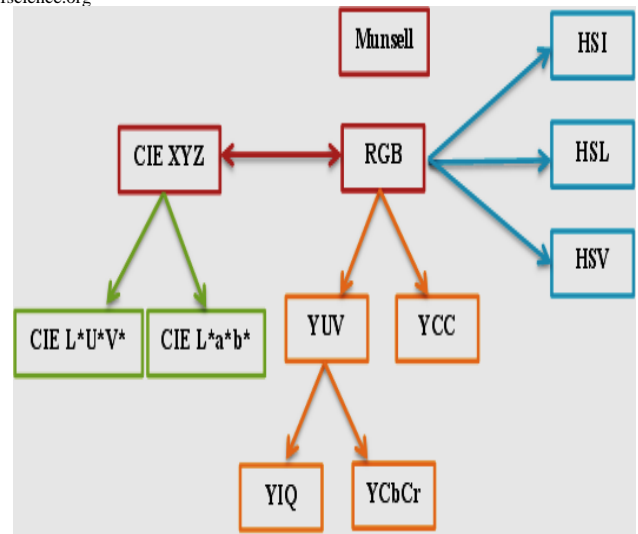 Munsell
HSI
CIE XYZ
RGB
HSL
HSV
CIE L*U*V*
CIE L*a*b*
YUV
YCC
YIQ
YCbCr